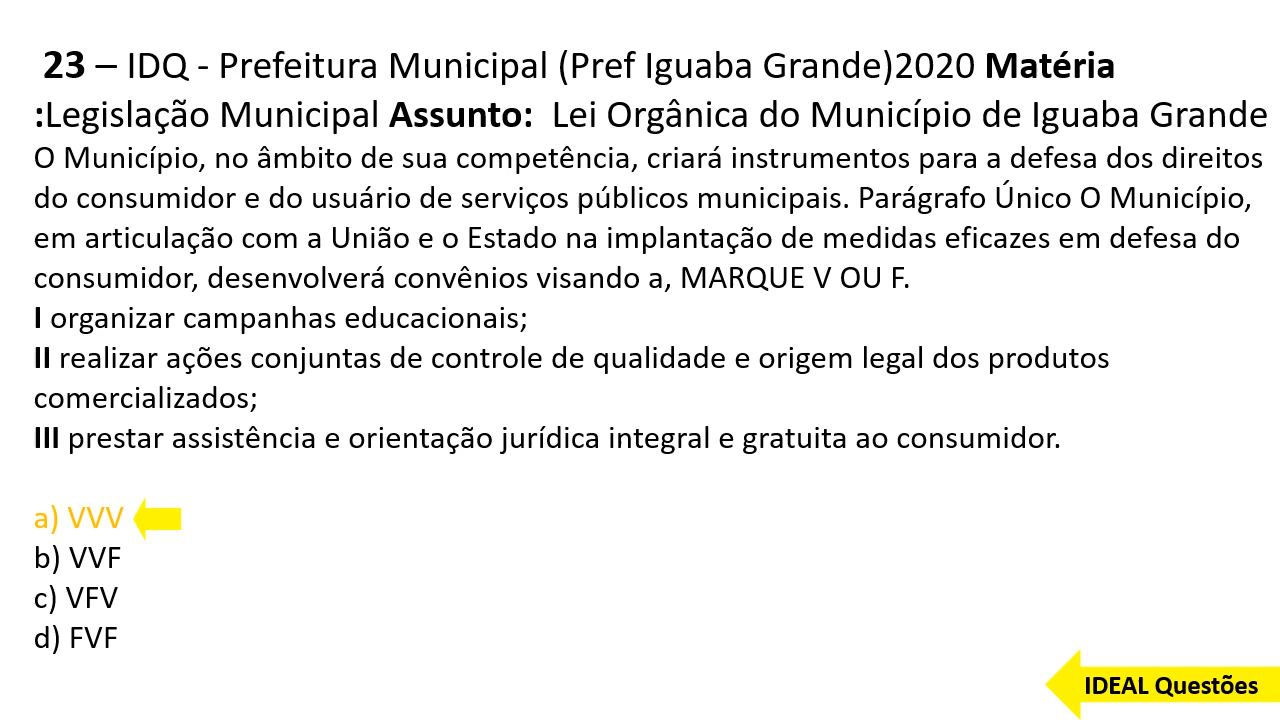 23 – IDQ - Prefeitura Municipal (Pref Iguaba Grande)2020 Matéria
:Legislação Municipal Assunto: Lei Orgânica do Município de Iguaba Grande
O Município, no âmbito de sua competência, criará instrumentos para a defesa dos direitos
do consumidor e do usuário de serviços públicos municipais. Parágrafo Único O Município,
em articulação com a União e o Estado na implantação de medidas eficazes em defesa do
consumidor, desenvolverá convênios visando a, MARQUE V OU F.
I organizar campanhas educacionais;
II realizar ações conjuntas de controle de qualidade e origem legal dos produtos
comercializados;
III prestar assistência e orientação jurídica integral e gratuita ao consumidor.
a) VVV
b) VVF
c) VFV
d) FVF
IDEAL Questões